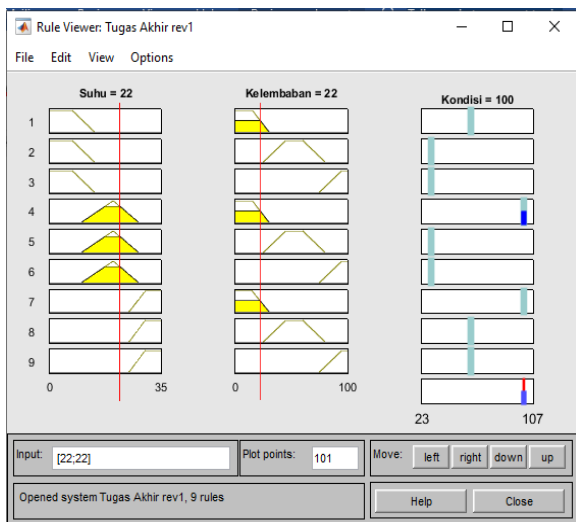 Rule Viewer: Tugas Akhir rev1
File Edit View Options
Suhu = 22 Kelembaban = 22 Kondisi = 100
1
2
3
4
5
6
7
8
9
0 35 0 100
23 107
Input: [22;22] Plot points: 101 Move: left right down up
Opened system Tugas Akhir rev1, 9 rules Help Close